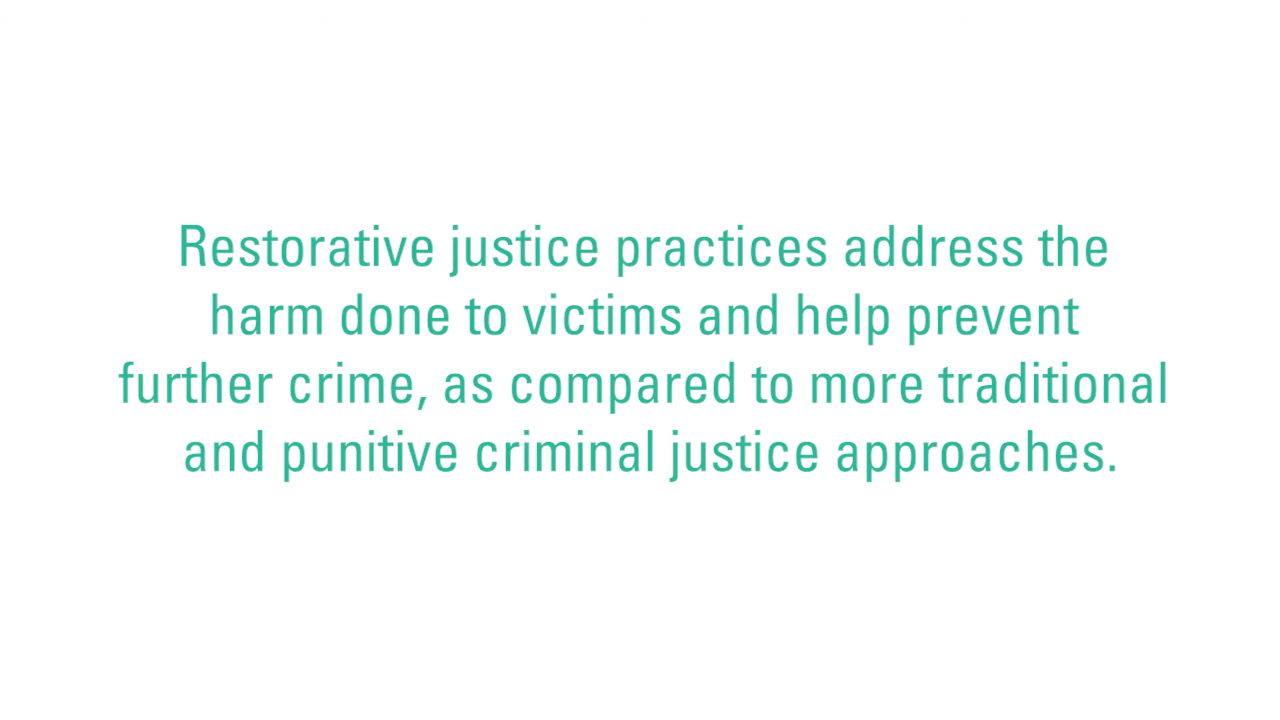 Restorative justice practices address the
harm done to victims and help prevent
further crime, as compared to more traditional
and punitive criminal justice approaches.